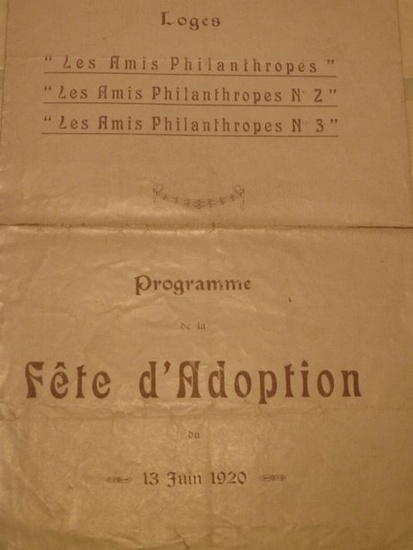 Loges
"Les Amis Philanthropes"
"Les Amis Philanthropes N° 2"
"Les Amis Philanthropes N° 3"
Programme
de la
Fête d'Adoption
du
13 Juin 1920